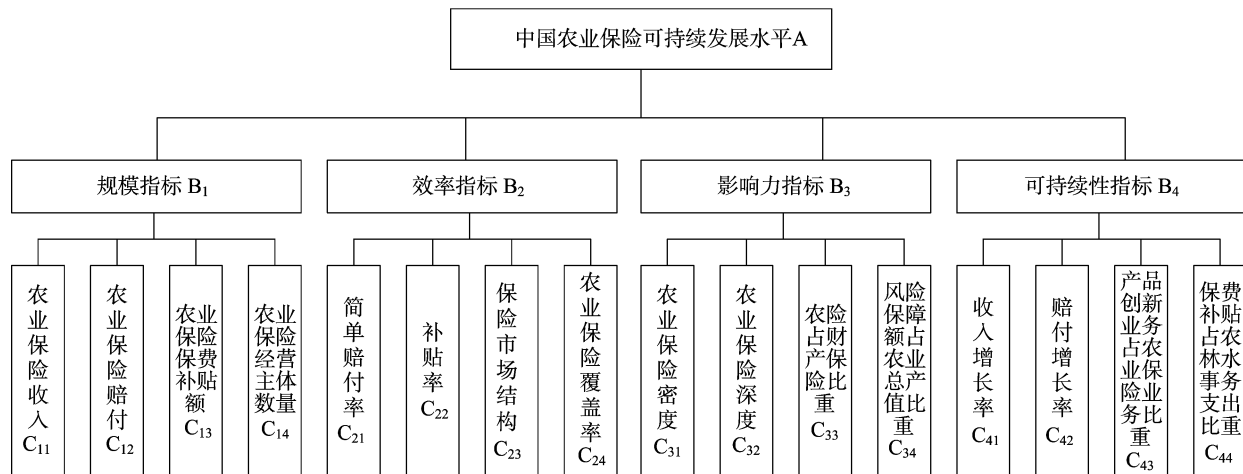 中国农业保险可持续发展水平A
规模指标 B₁
效率指标 B₂
影响力指标 B₃
可持续性指标 B₄
农业保险收入 C₁₁
农业保险赔付 C₁₂
农业保险保费补贴额 C₁₃
农业保险经营主体数量 C₁₄
简单赔付率 C₂₁
补贴率 C₂₂
保险市场结构 C₂₃
农业保险覆盖率 C₂₄
农业保险密度 C₃₁
农业保险深度 C₃₂
农险占财产保险比重 C₃₃
风险保障额占农业总产值比重 C₃₄
收入增长率 C₄₁
赔付增长率 C₄₂
产品创新业务占农业保险业务比重 C₄₃
保费补贴占农林水事务支出比重 C₄₄